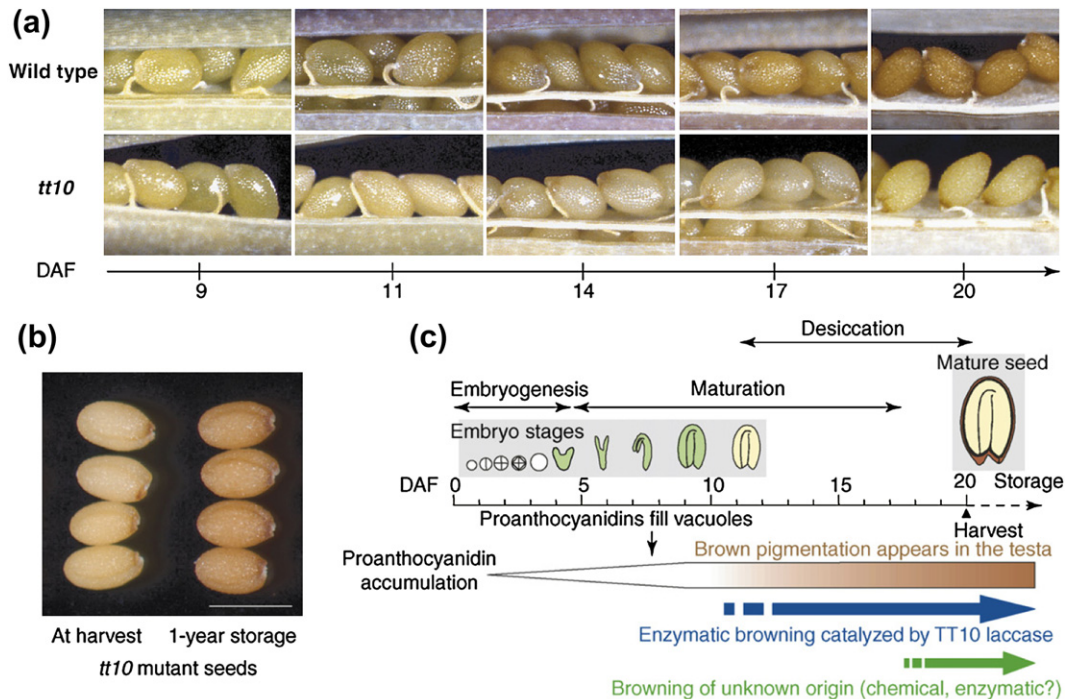 (a)
Wild type
tt10
DAF
9 11 14 17 20
(b)
At harvest 1-year storage
tt10 mutant seeds
(c)
Desiccation
Embryogenesis Maturation Mature seed
Embryo stages
DAF 0 5 10 15 20 Storage
Proanthocyanidins fill vacuoles Harvest
Proanthocyanidin
accumulation
Brown pigmentation appears in the testa
Enzymatic browning catalyzed by TT10 laccase
Browning of unknown origin (chemical, enzymatic?)